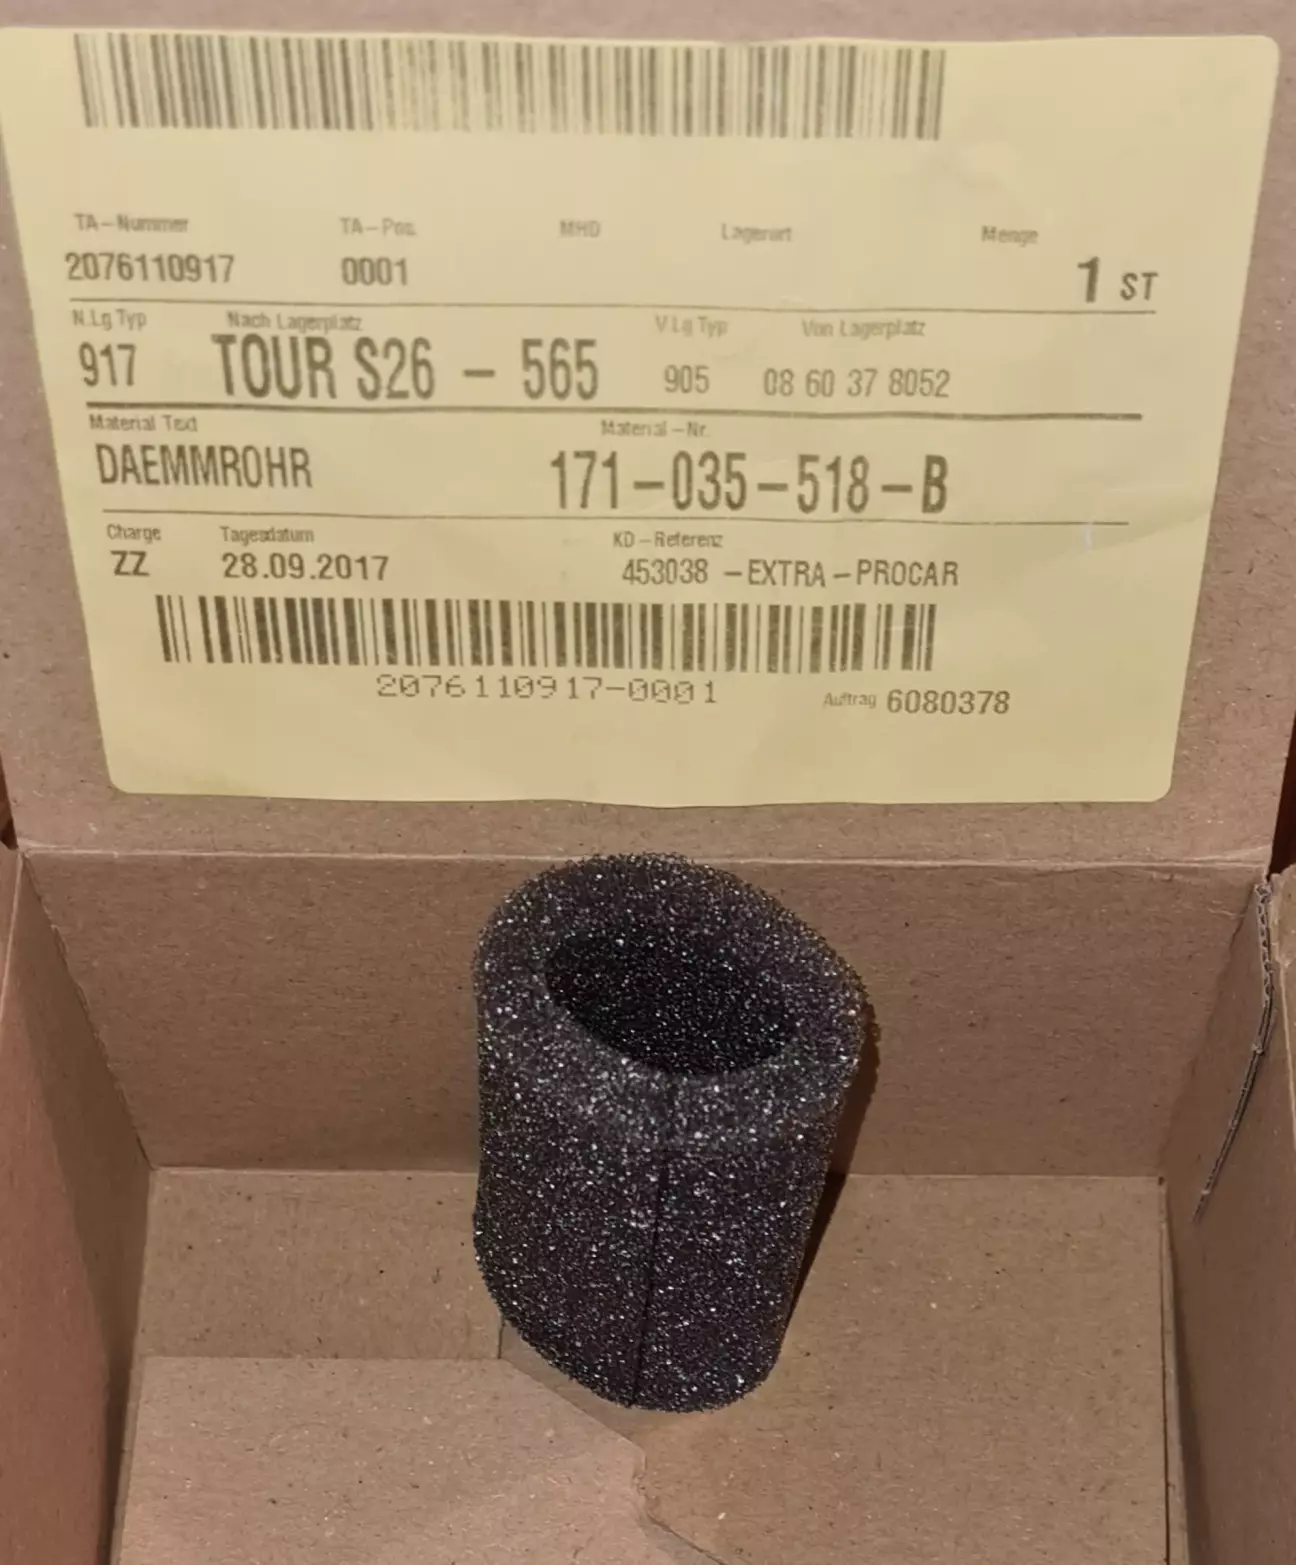 TA-Nummer TA-Pos. MHD Lagerort Menge
2076110917 0001 1 ST
N.Lg Typ Nach Lagerplatz V Lg Typ Von Lagerplatz
917 TOUR S26 - 565 905 08 60 37 8052
Material Text Material-Nr.
DAEMMROHR 171-035-518-B
Charge Tagesdatum KD-Referenz
ZZ 28.09.2017 453038 -EXTRA-PROCAR
2076110917-0001 Auftrag 6080378